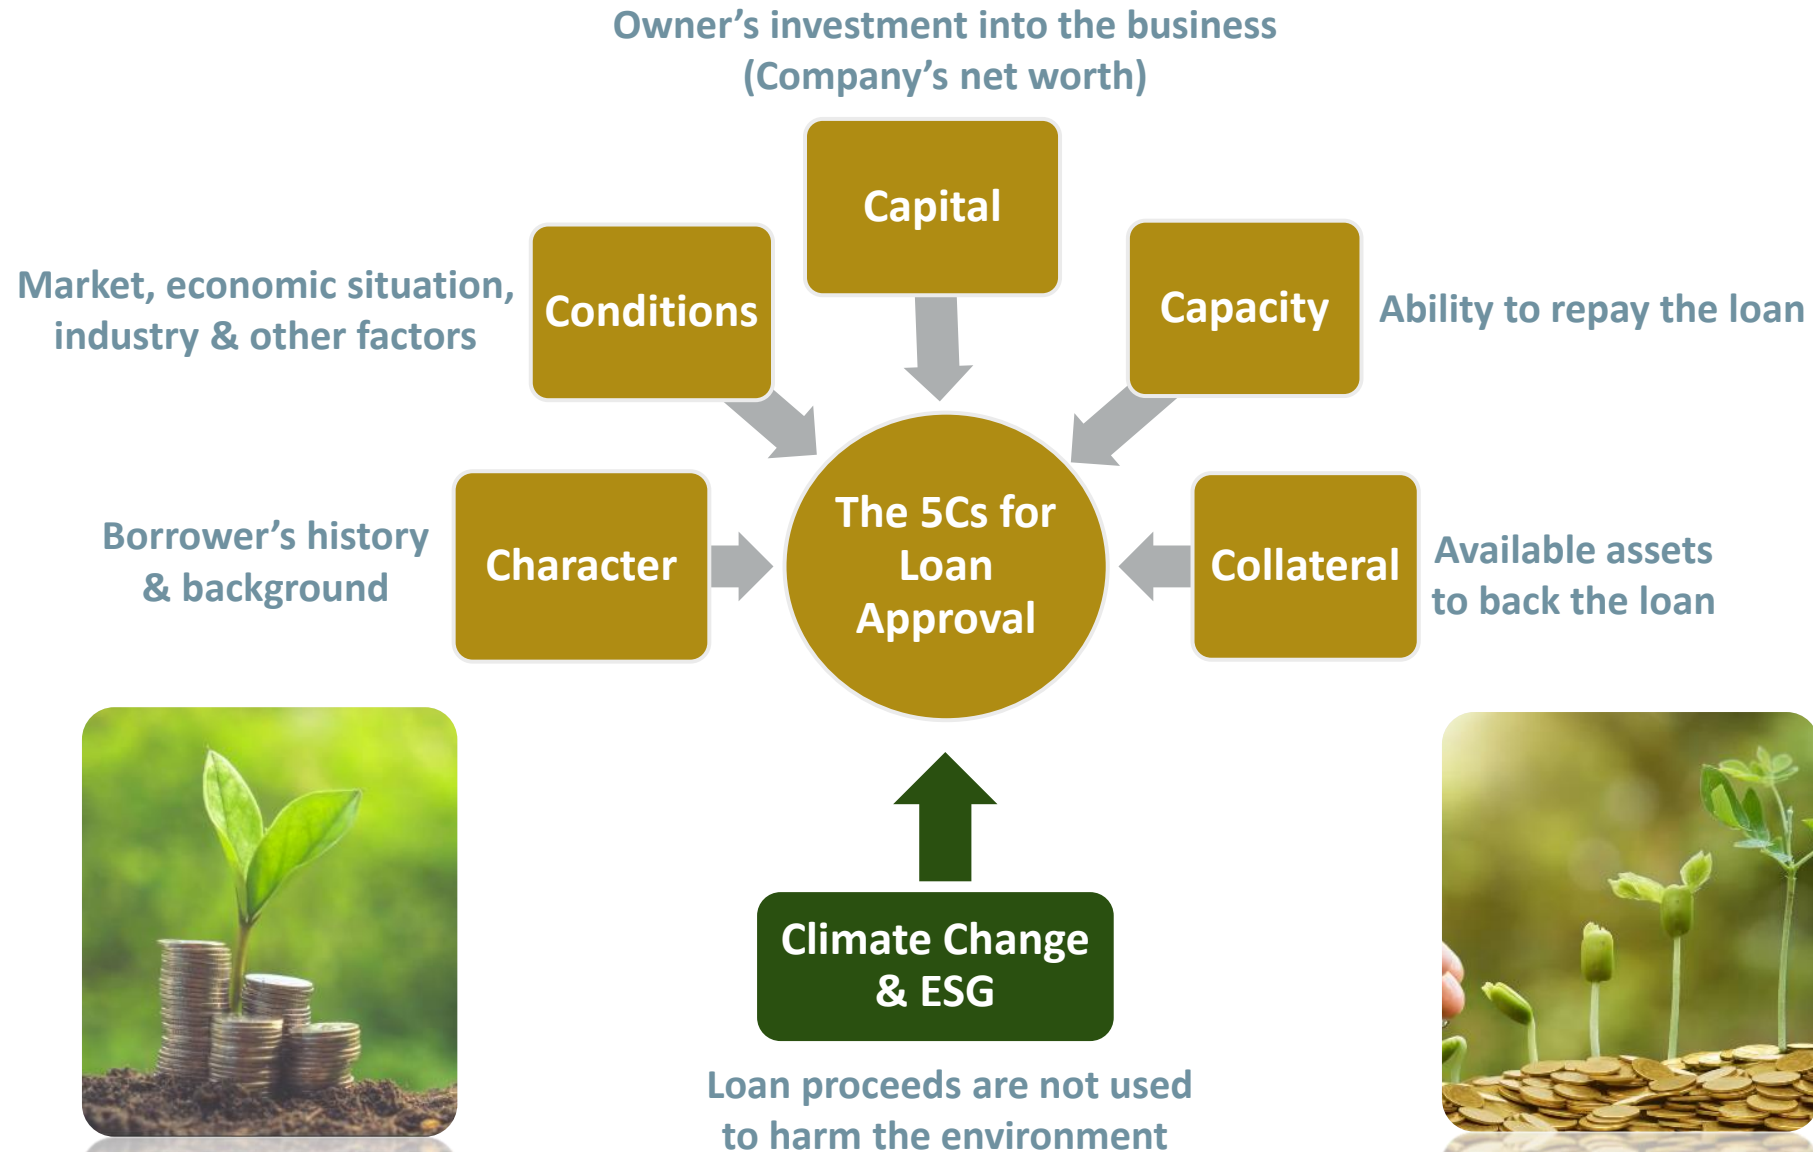 Owner’s investment into the business
(Company’s net worth)
Capital
Market, economic situation,
industry & other factors
Conditions
Capacity
Ability to repay the loan
Borrower’s history
& background
Character
The 5Cs for
Loan
Approval
Collateral
Available assets
to back the loan
Climate Change
& ESG
Loan proceeds are not used
to harm the environment